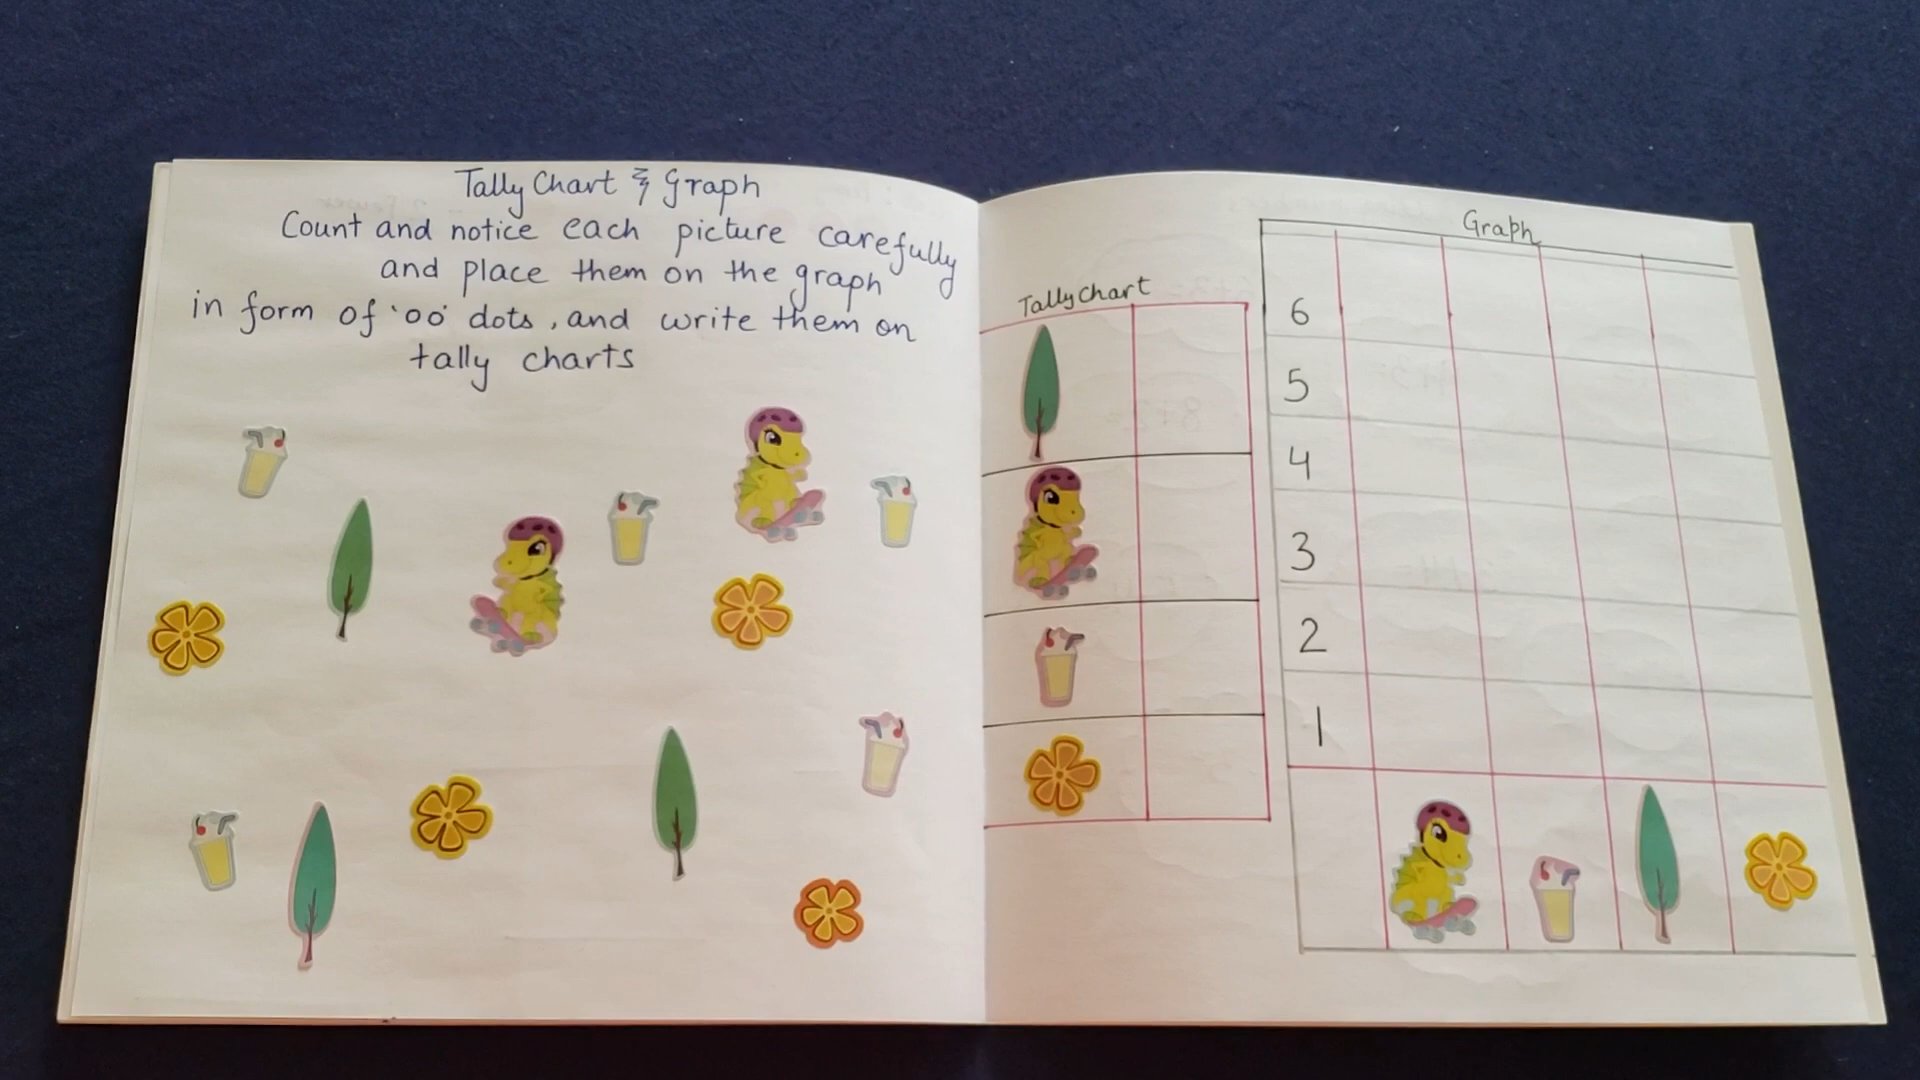 Tally Chart & Graph
Count and notice each picture carefully
and place them on the graph
in form of 'oo' dots, and write them on
tally charts
Tally Chart
Graph
6
5
4
3
2
1